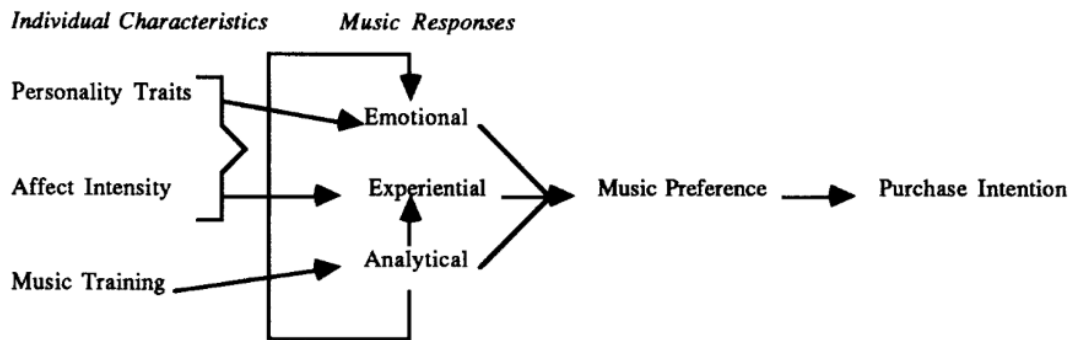 Individual Characteristics Music Responses
Personality Traits
Emotional
Affect Intensity Experiential Music Preference Purchase Intention
Analytical
Music Training